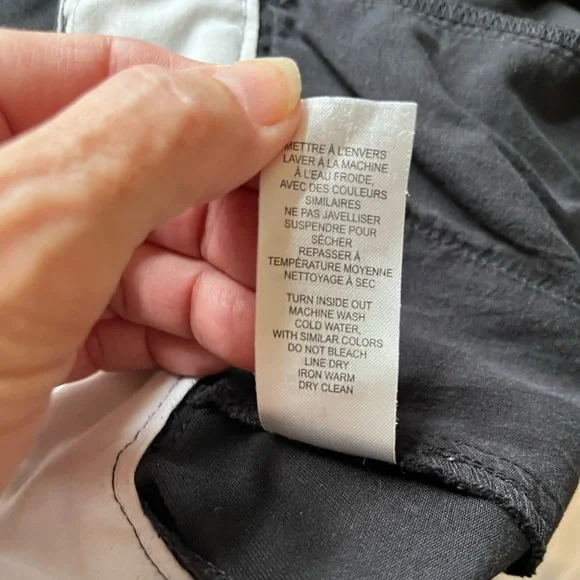 METTRE À L'ENVERS
LAVER À LA MACHINE
À L'EAU FROIDE,
AVEC DES COULEURS
SIMILAIRES
NE PAS JAVELLISER
SUSPENDRE POUR
SÉCHER
REPASSER À
TEMPÉRATURE MOYENNE
NETTOYAGE À SEC
TURN INSIDE OUT
MACHINE WASH
COLD WATER,
WITH SIMILAR COLORS
DO NOT BLEACH
LINE DRY
IRON WARM
DRY CLEAN